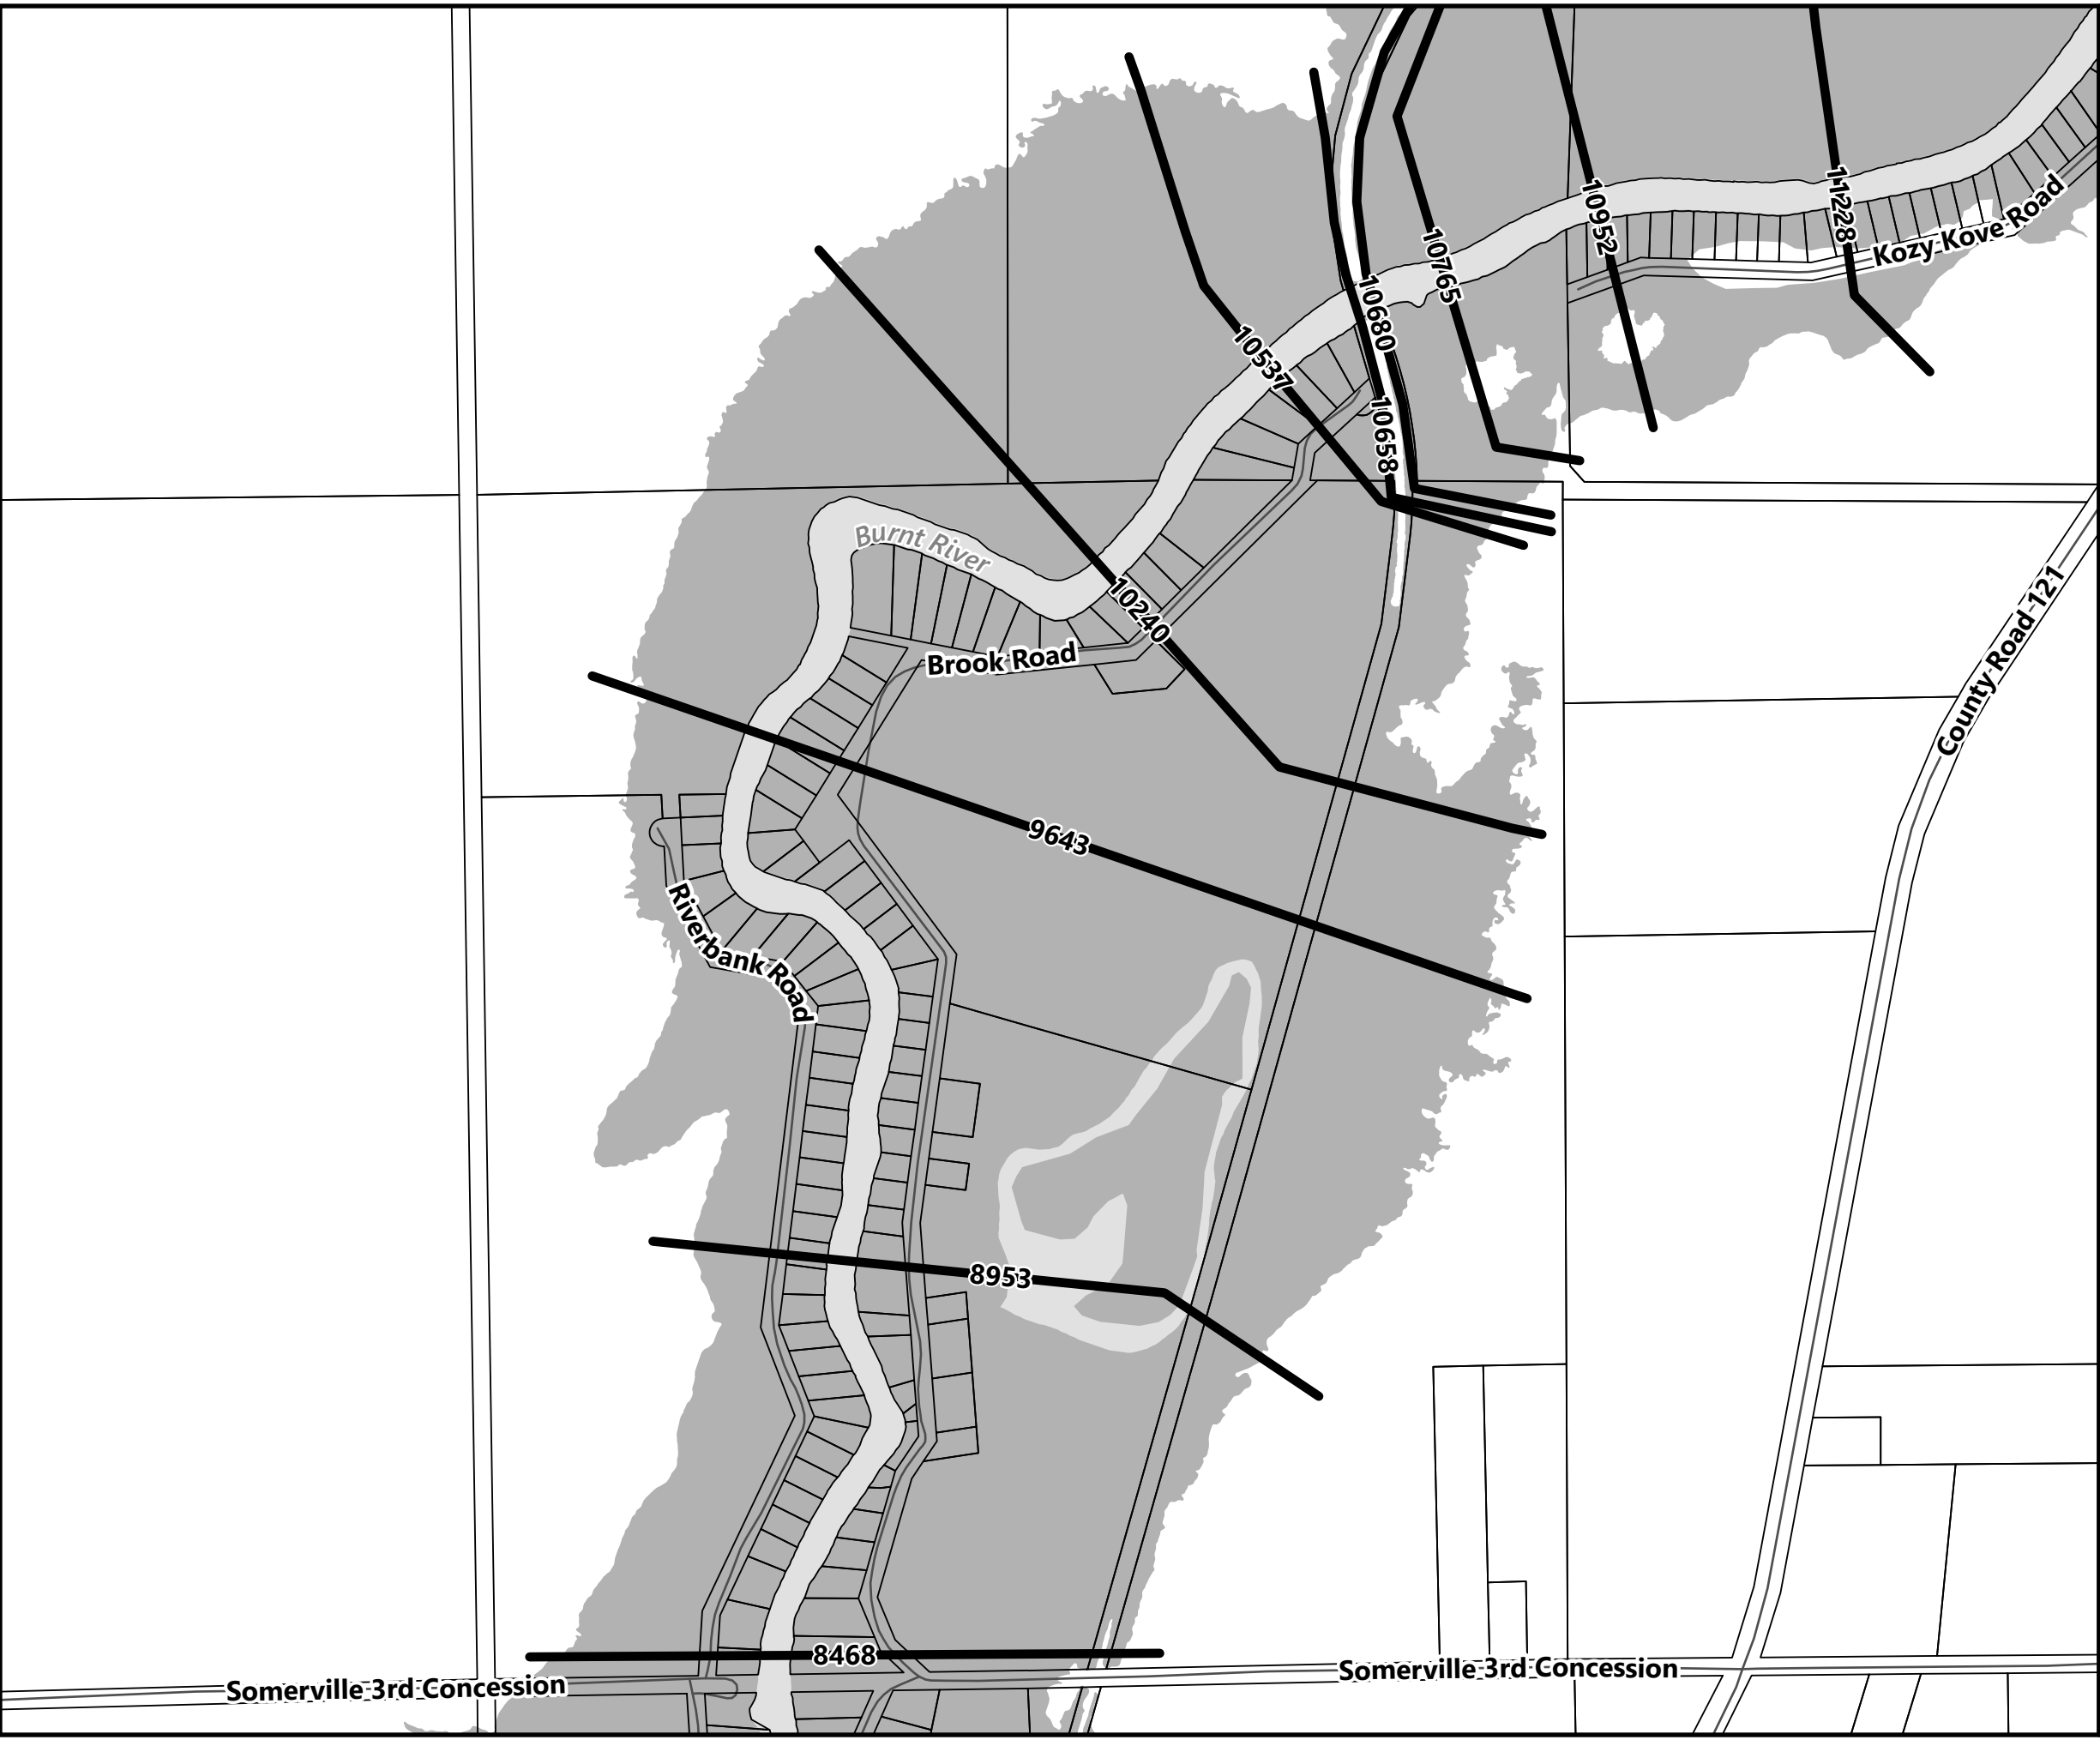 11228
10952
Kozy Kove Road
10765
10680
10537
10658
Burnt River
10240
County Road 121
Brook Road
9643
Riverbank Road
8953
8468
Somerville 3rd Concession
Somerville 3rd Concession